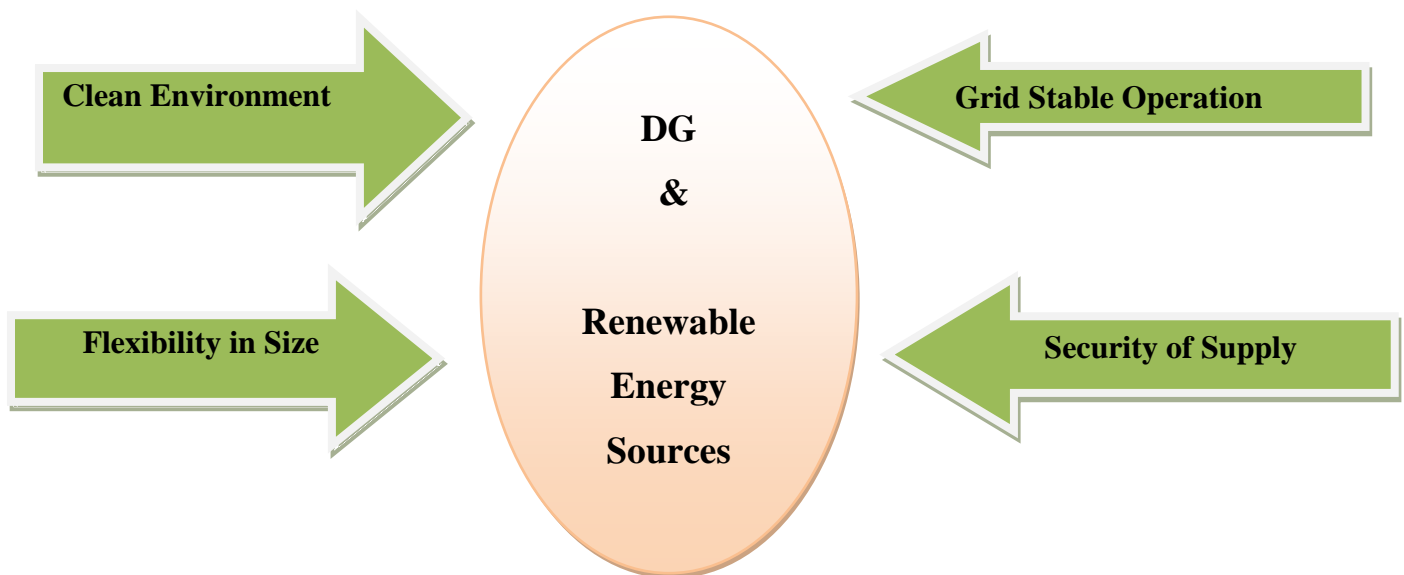 Clean Environment
Grid Stable Operation
DG
&
Flexibility in Size
Renewable
Energy
Sources
Security of Supply